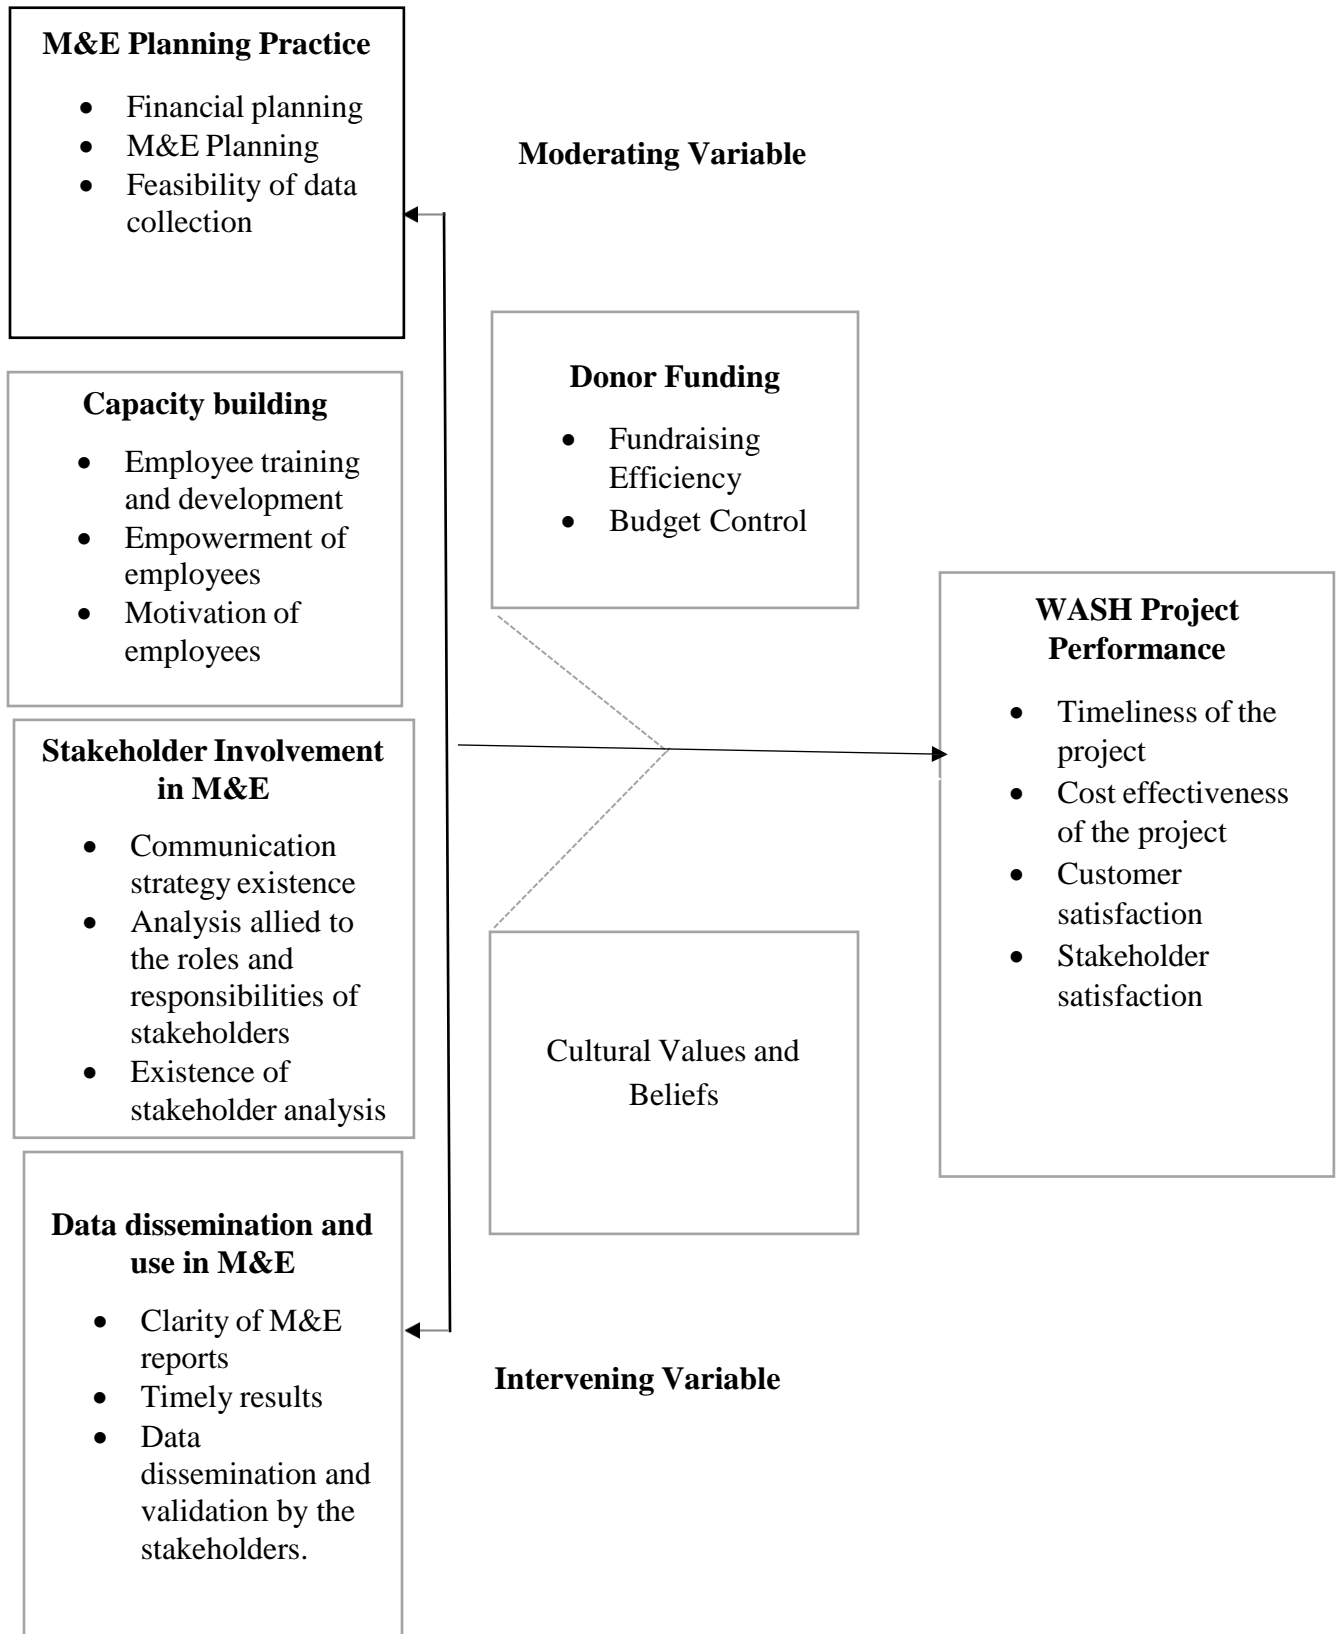 M&E Planning Practice
• Financial planning
• M&E Planning
• Feasibility of data
collection
Capacity building
• Employee training
and development
• Empowerment of
employees
• Motivation of
employees
Stakeholder Involvement
in M&E
• Communication
strategy existence
• Analysis allied to
the roles and
responsibilities of
stakeholders
• Existence of
stakeholder analysis
Data dissemination and
use in M&E
• Clarity of M&E
reports
• Timely results
• Data
dissemination and
validation by the
stakeholders.
Moderating Variable
Donor Funding
• Fundraising
Efficiency
• Budget Control
Cultural Values and
Beliefs
Intervening Variable
WASH Project
Performance
• Timeliness of the
project
• Cost effectiveness
of the project
• Customer
satisfaction
• Stakeholder
satisfaction